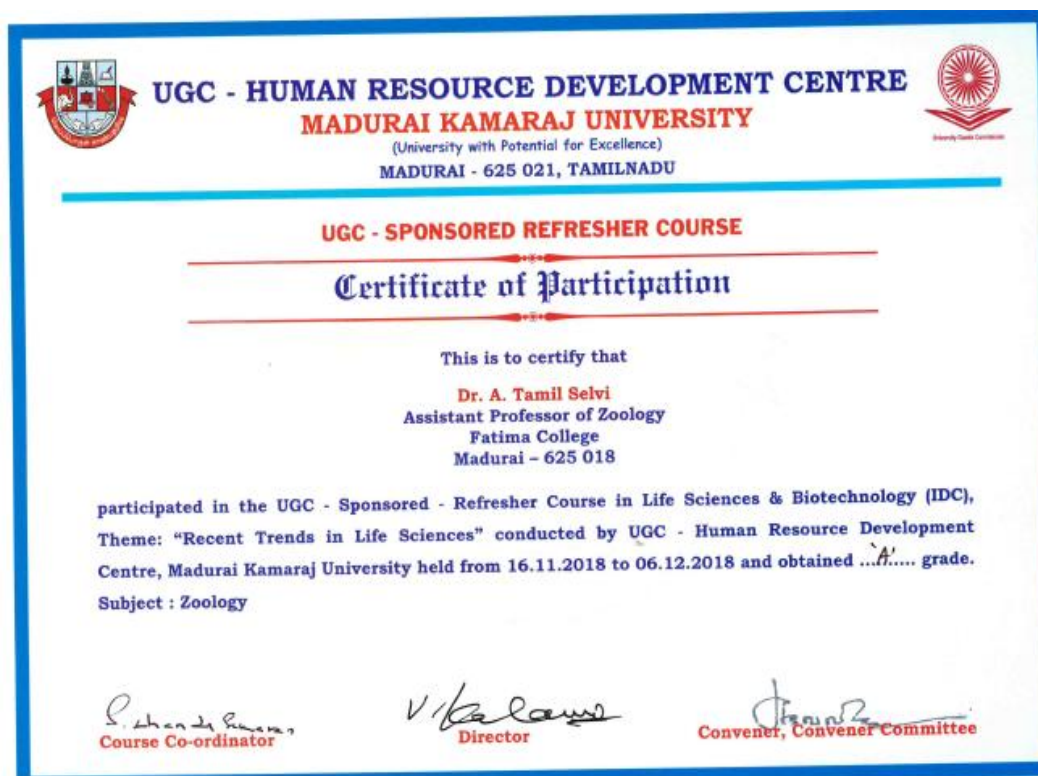 UGC - HUMAN RESOURCE DEVELOPMENT CENTRE
MADURAI KAMARAJ UNIVERSITY
(University with Potential for Excellence)
MADURAI - 625 021, TAMILNADU
University Grants Commission
UGC - SPONSORED REFRESHER COURSE
Certificate of Participation
This is to certify that
Dr. A. Tamil Selvi
Assistant Professor of Zoology
Fatima College
Madurai – 625 018
participated in the UGC - Sponsored - Refresher Course in Life Sciences & Biotechnology (IDC),
Theme: “Recent Trends in Life Sciences” conducted by UGC - Human Resource Development
Centre, Madurai Kamaraj University held from 16.11.2018 to 06.12.2018 and obtained ...'A'..... grade.
Subject : Zoology
Course Co-ordinator
Director
Convener, Convener Committee